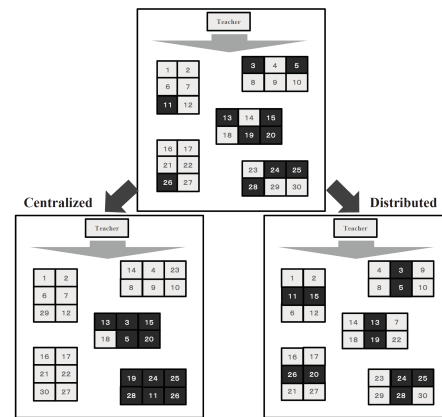 Teacher
1 2
6 7
11 12
3 4 5
8 9 10
13 14 15
18 19 20
16 17
21 22
26 27
23 24 25
28 29 30
Centralized
Distributed
Teacher
1 2
6 7
29 12
14 4 23
8 9 10
13 3 15
18 5 20
16 17
21 22
30 27
19 24 25
28 11 26
Teacher
1 2
11 15
6 12
4 3 9
8 5 10
14 13 7
18 19 22
16 17
26 20
21 27
23 24 25
29 28 30